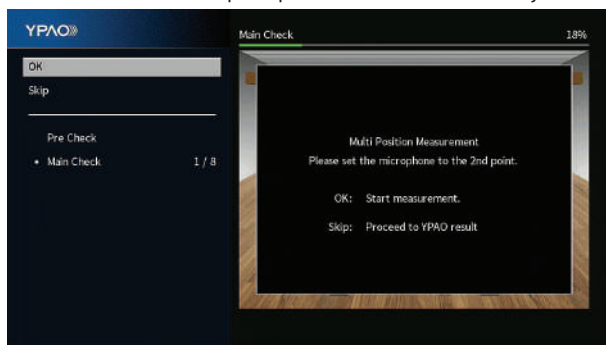 YPAO
OK
Skip
Pre Check
• Main Check 1 / 8
Main Check 18%
Multi Position Measurement
Please set the microphone to the 2nd point.
OK: Start measurement.
Skip: Proceed to YPAO result